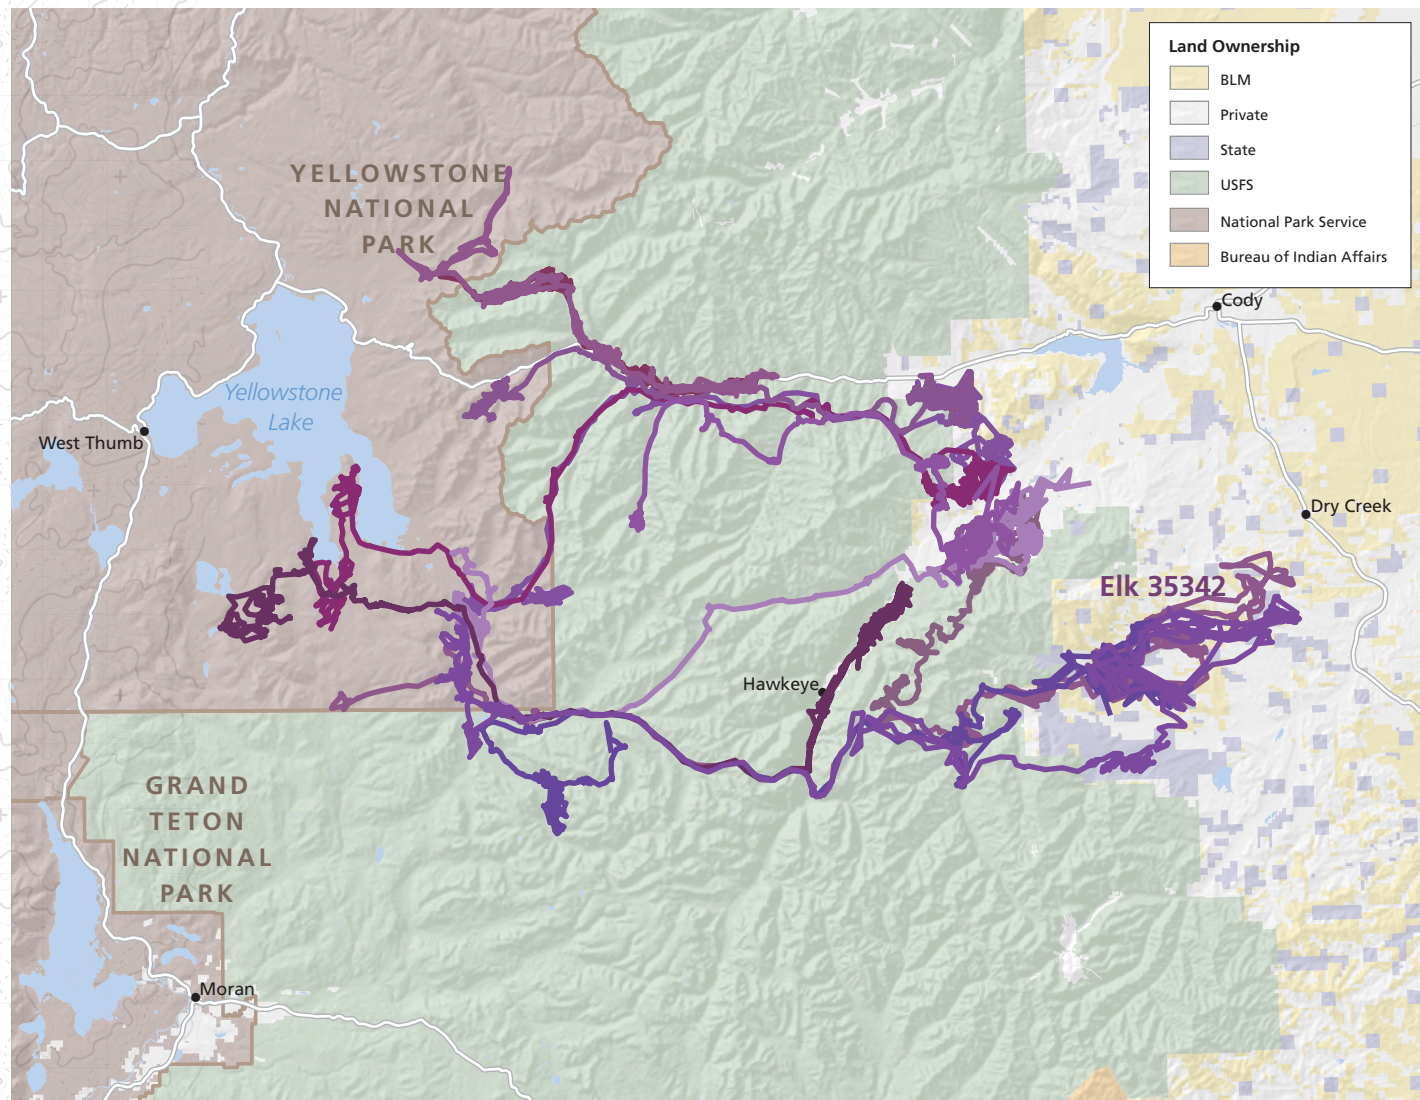 Land Ownership
BLM
Private
State
USFS
National Park Service
Bureau of Indian Affairs
YELLOWSTONE
NATIONAL
PARK
Cody
Yellowstone
Lake
West Thumb
Dry Creek
Elk 35342
Hawkeye
GRAND
TETON
NATIONAL
PARK
Moran